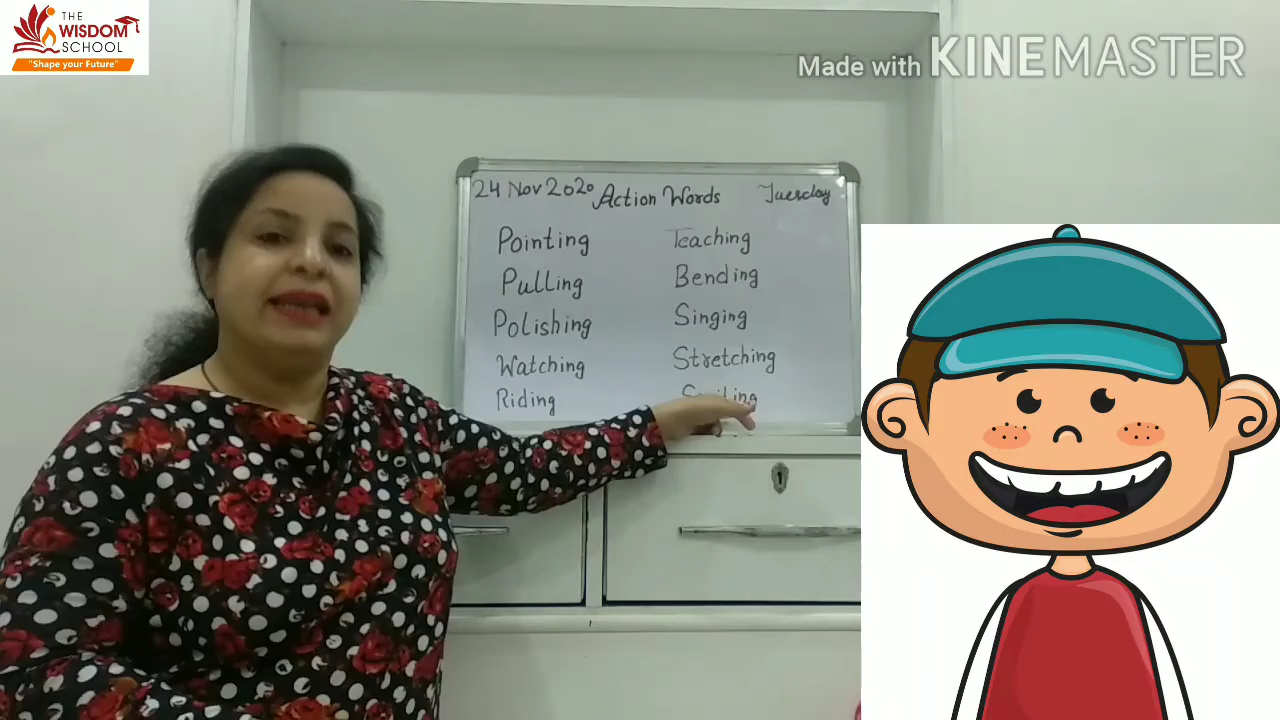 THE
WISDOM
SCHOOL
"Shape your Future"
Made with KINEMASTER
24 Nov 2020 Action Words Tuesday
Pointing Teaching
Pulling Bending
Polishing Singing
Watching Stretching
Riding Smiling